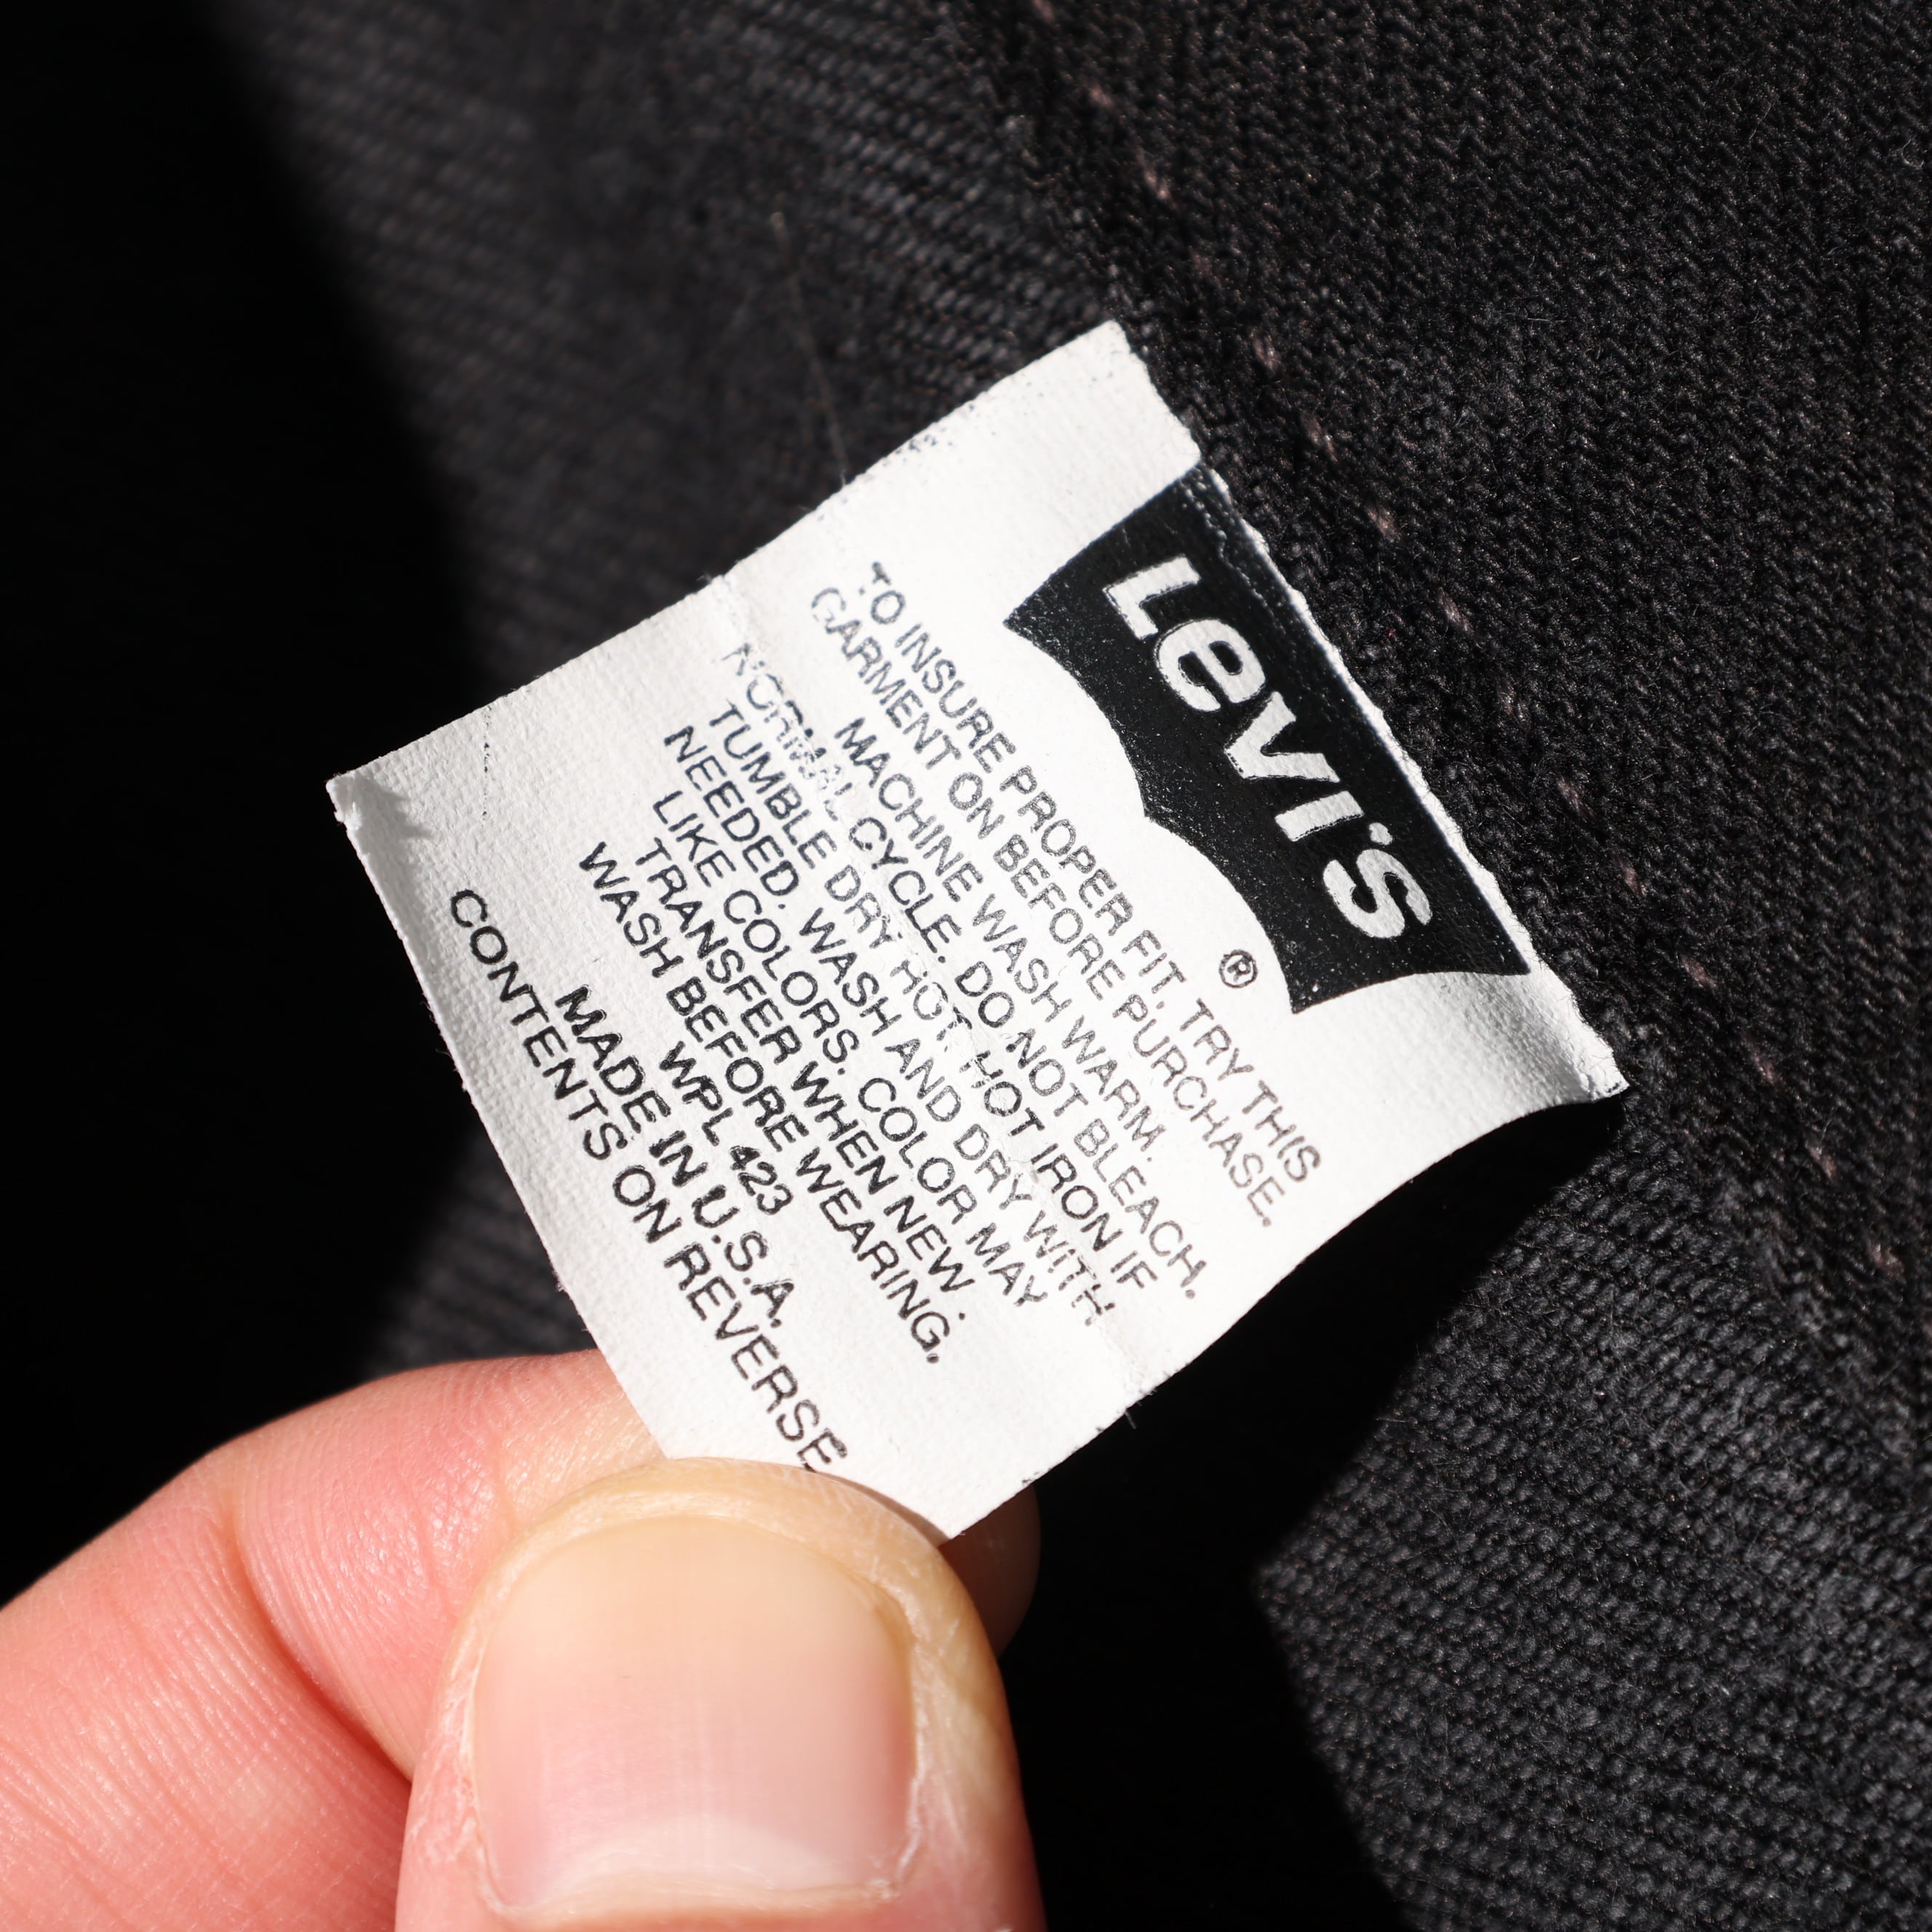 Levi's
®
TO INSURE PROPER FIT, TRY THIS
GARMENT ON BEFORE PURCHASE.
MACHINE WASH WARM.
NORMAL CYCLE. DO NOT BLEACH.
TUMBLE DRY HOT. HOT IRON IF
NEEDED. WASH AND DRY WITH
LIKE COLORS. COLOR MAY
TRANSFER WHEN NEW.
WASH BEFORE WEARING.
WPL 423
MADE IN U.S.A.
CONTENTS ON REVERSE